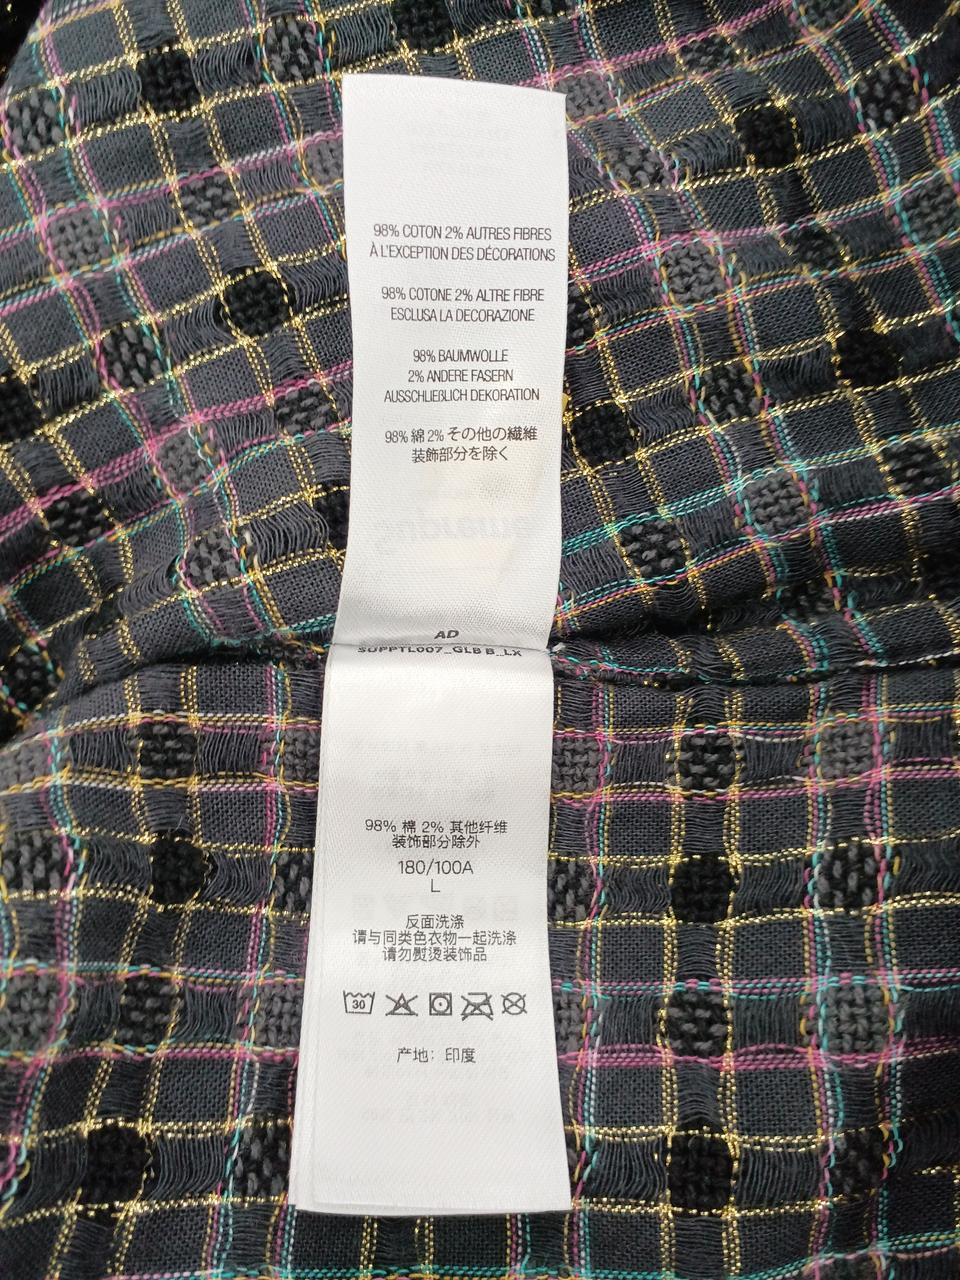 98% COTON 2% AUTRES FIBRES
À L'EXCEPTION DES DÉCORATIONS
98% COTONE 2% ALTRE FIBRE
ESCLUSA LA DECORAZIONE
98% BAUMWOLLE
2% ANDERE FASERN
AUSSCHLIEßLICH DEKORATION
98% 綿 2% その他の繊維
装飾部分を除く
AD
SUPPTL007_GLB B_LX
98% 棉 2% 其他纤维
装饰部分除外
180/100A
L
反面洗涤
请与同类色衣物一起洗涤
请勿熨烫装饰品
30
产地：印度